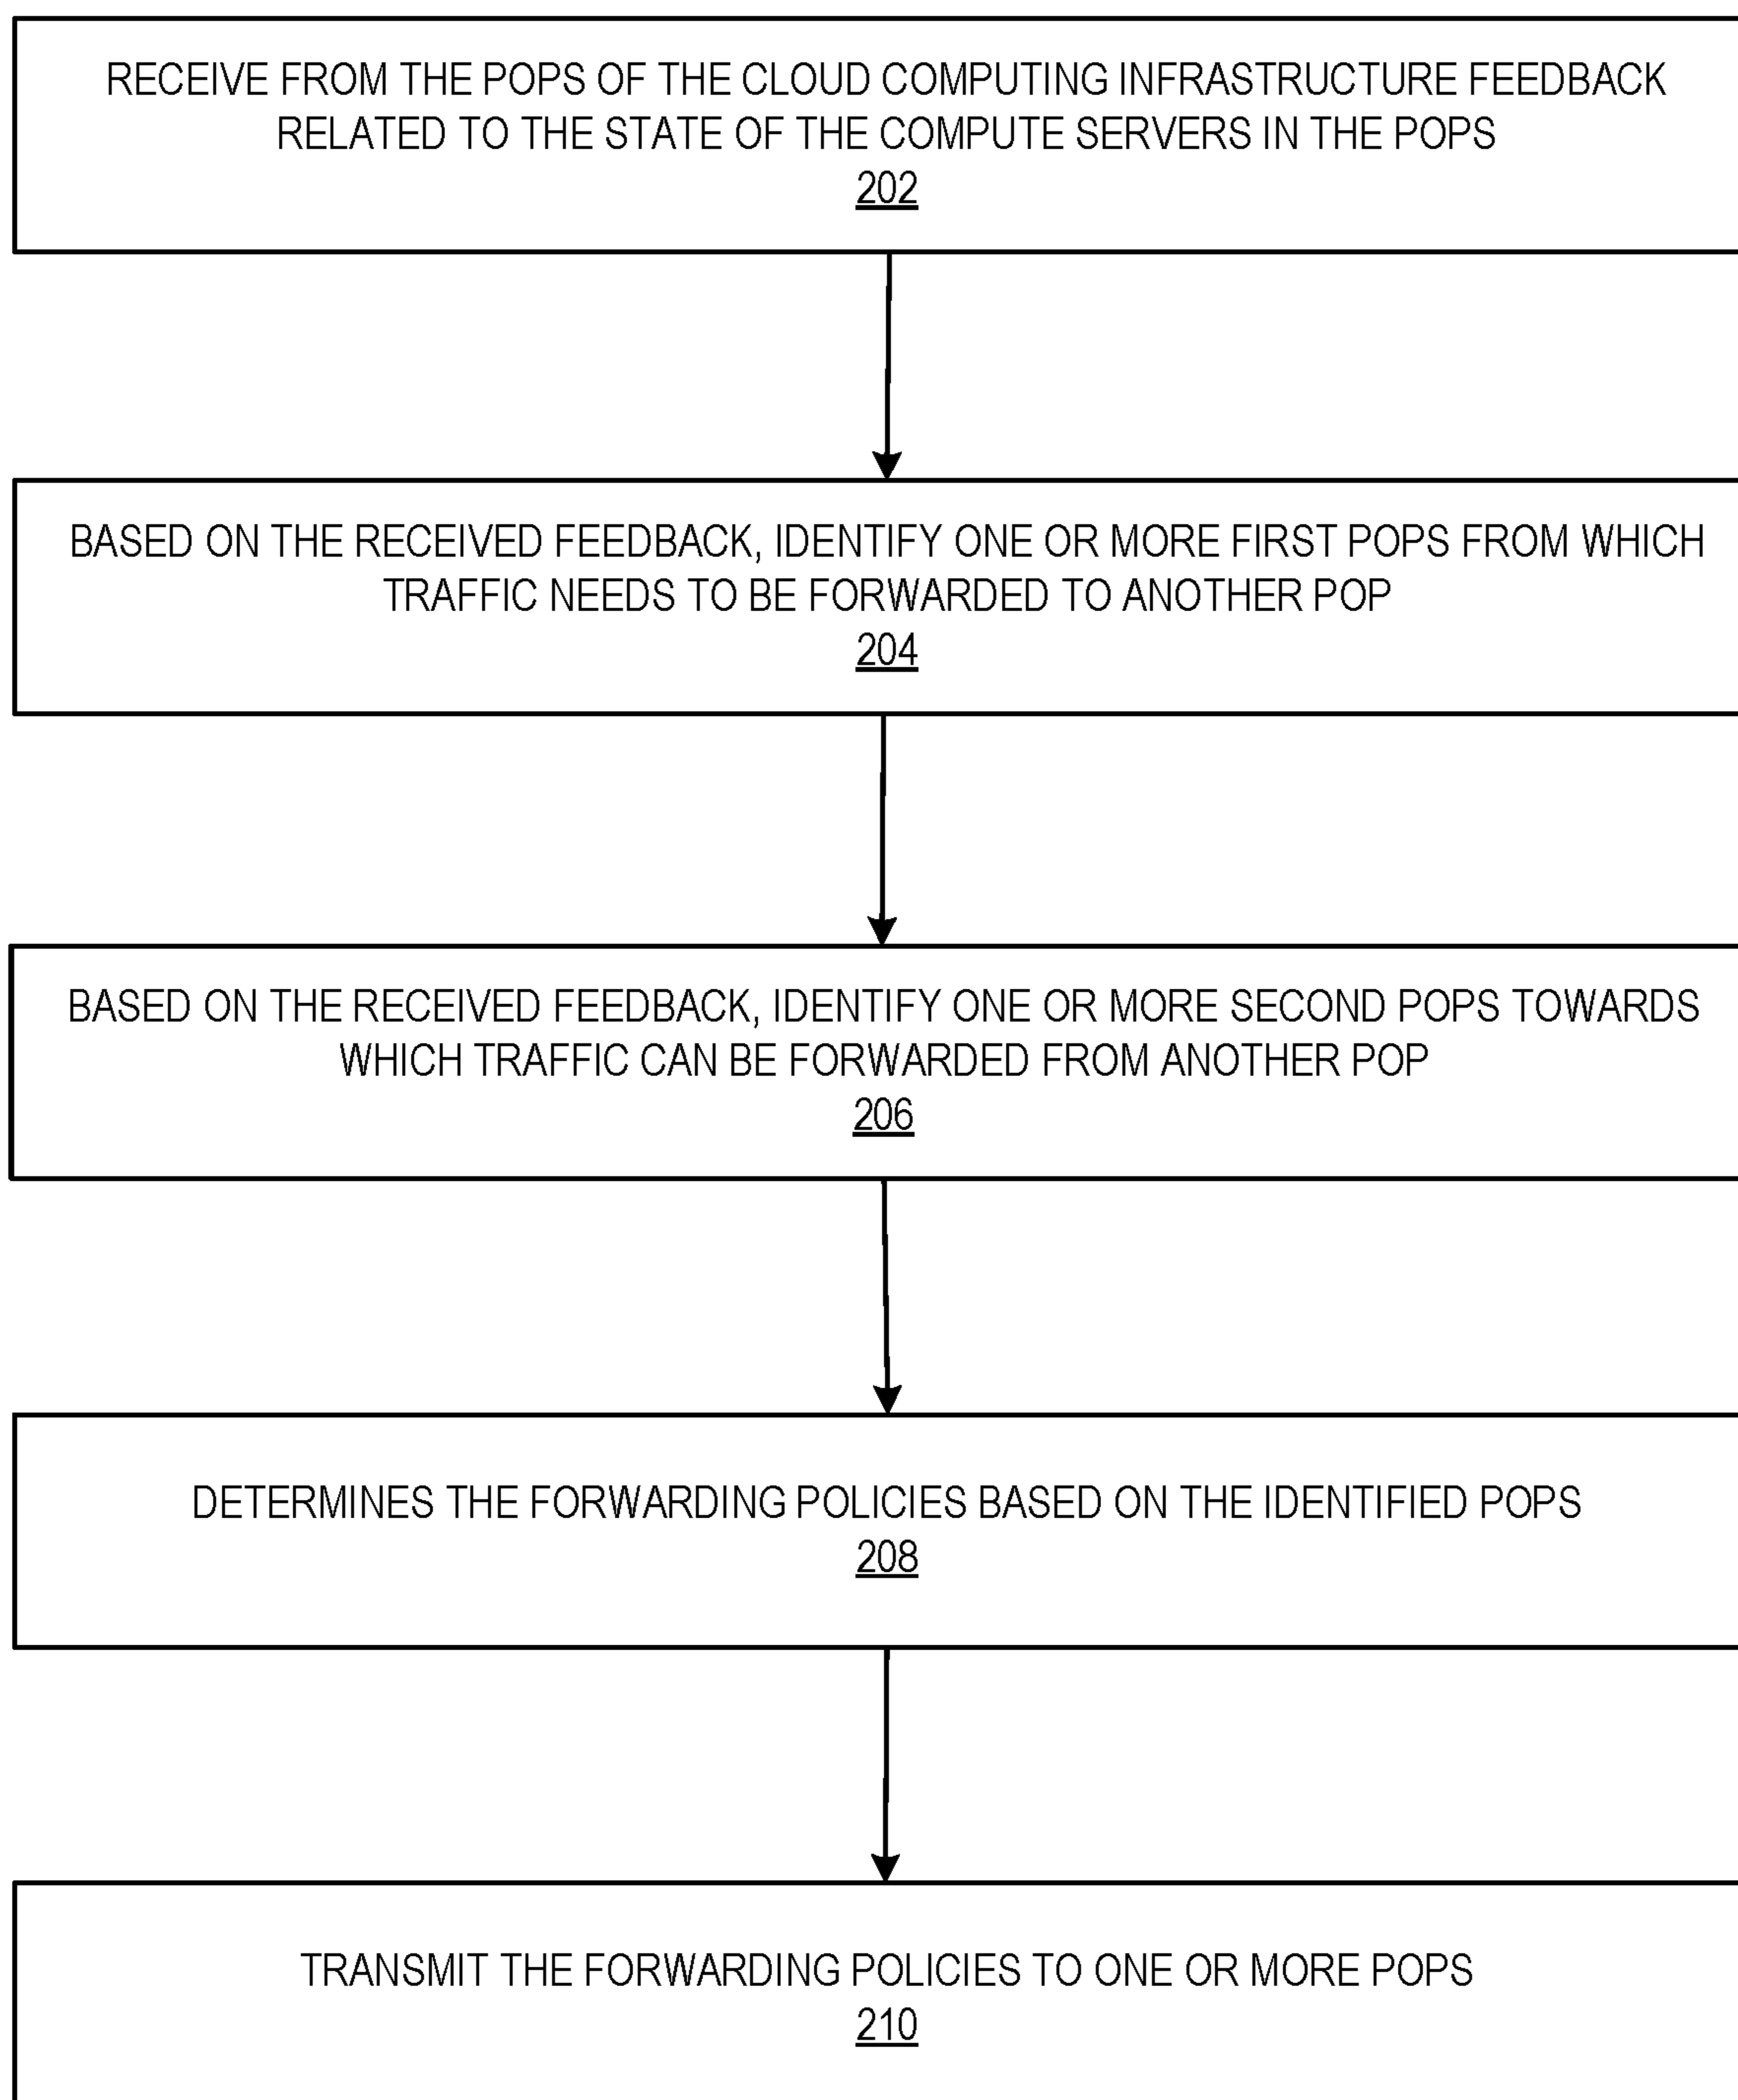 RECEIVE FROM THE POPS OF THE CLOUD COMPUTING INFRASTRUCTURE FEEDBACK
RELATED TO THE STATE OF THE COMPUTE SERVERS IN THE POPS
202
BASED ON THE RECEIVED FEEDBACK, IDENTIFY ONE OR MORE FIRST POPS FROM WHICH
TRAFFIC NEEDS TO BE FORWARDED TO ANOTHER POP
204
BASED ON THE RECEIVED FEEDBACK, IDENTIFY ONE OR MORE SECOND POPS TOWARDS
WHICH TRAFFIC CAN BE FORWARDED FROM ANOTHER POP
206
DETERMINES THE FORWARDING POLICIES BASED ON THE IDENTIFIED POPS
208
TRANSMIT THE FORWARDING POLICIES TO ONE OR MORE POPS
210